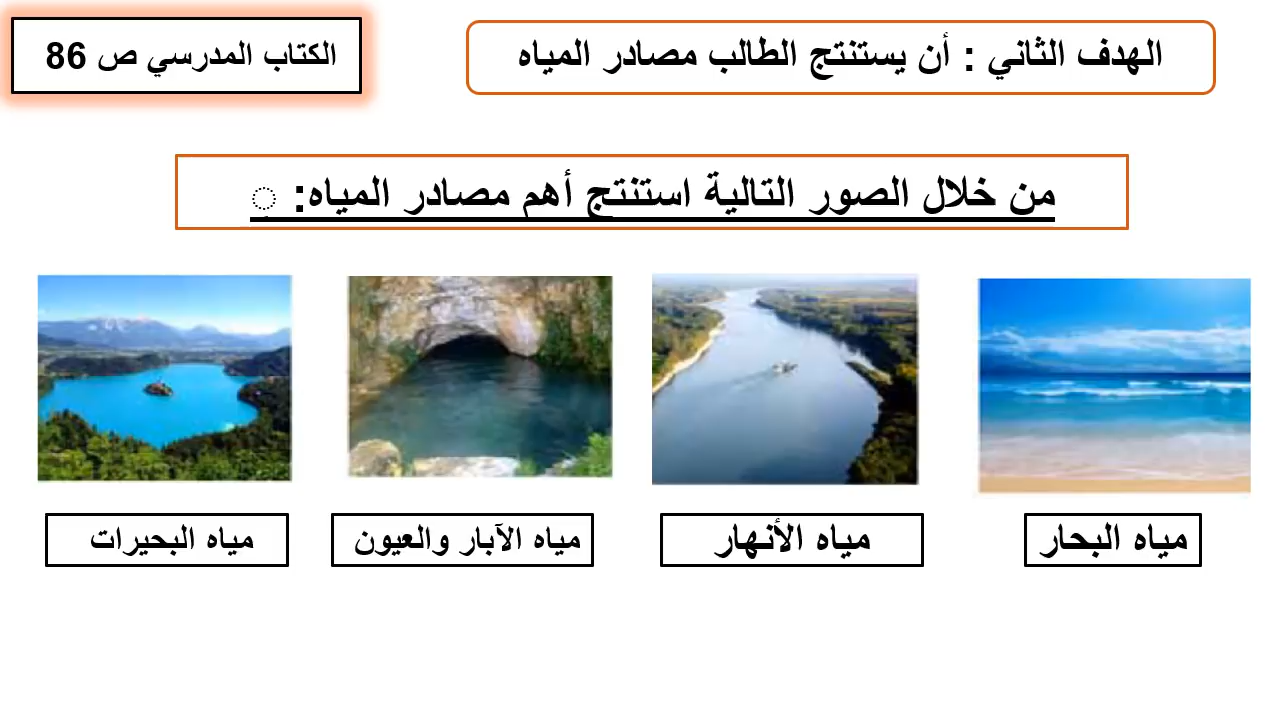 الهدف الثاني : أن يستنتج الطالب مصادر المياه
الكتاب المدرسي ص 86
من خلال الصور التالية استنتج أهم مصادر المياه: ِ
مياه البحار
مياه الأنهار
مياه الآبار والعيون
مياه البحيرات